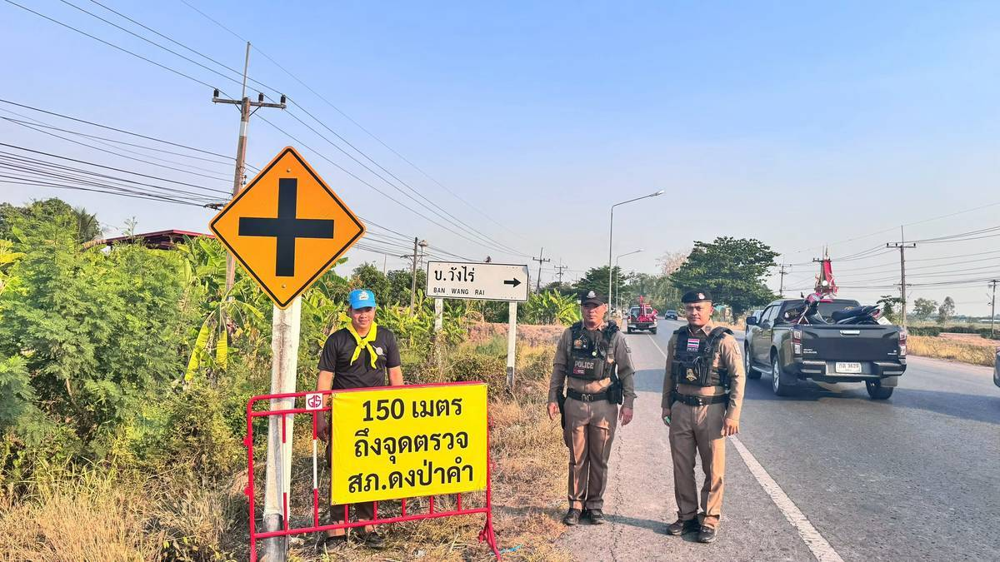 บ.วังไร่
BAN WANG RAI
150 เมตร
ถึงจุดตรวจ
สภ.ดงป่าคำ
POLICE